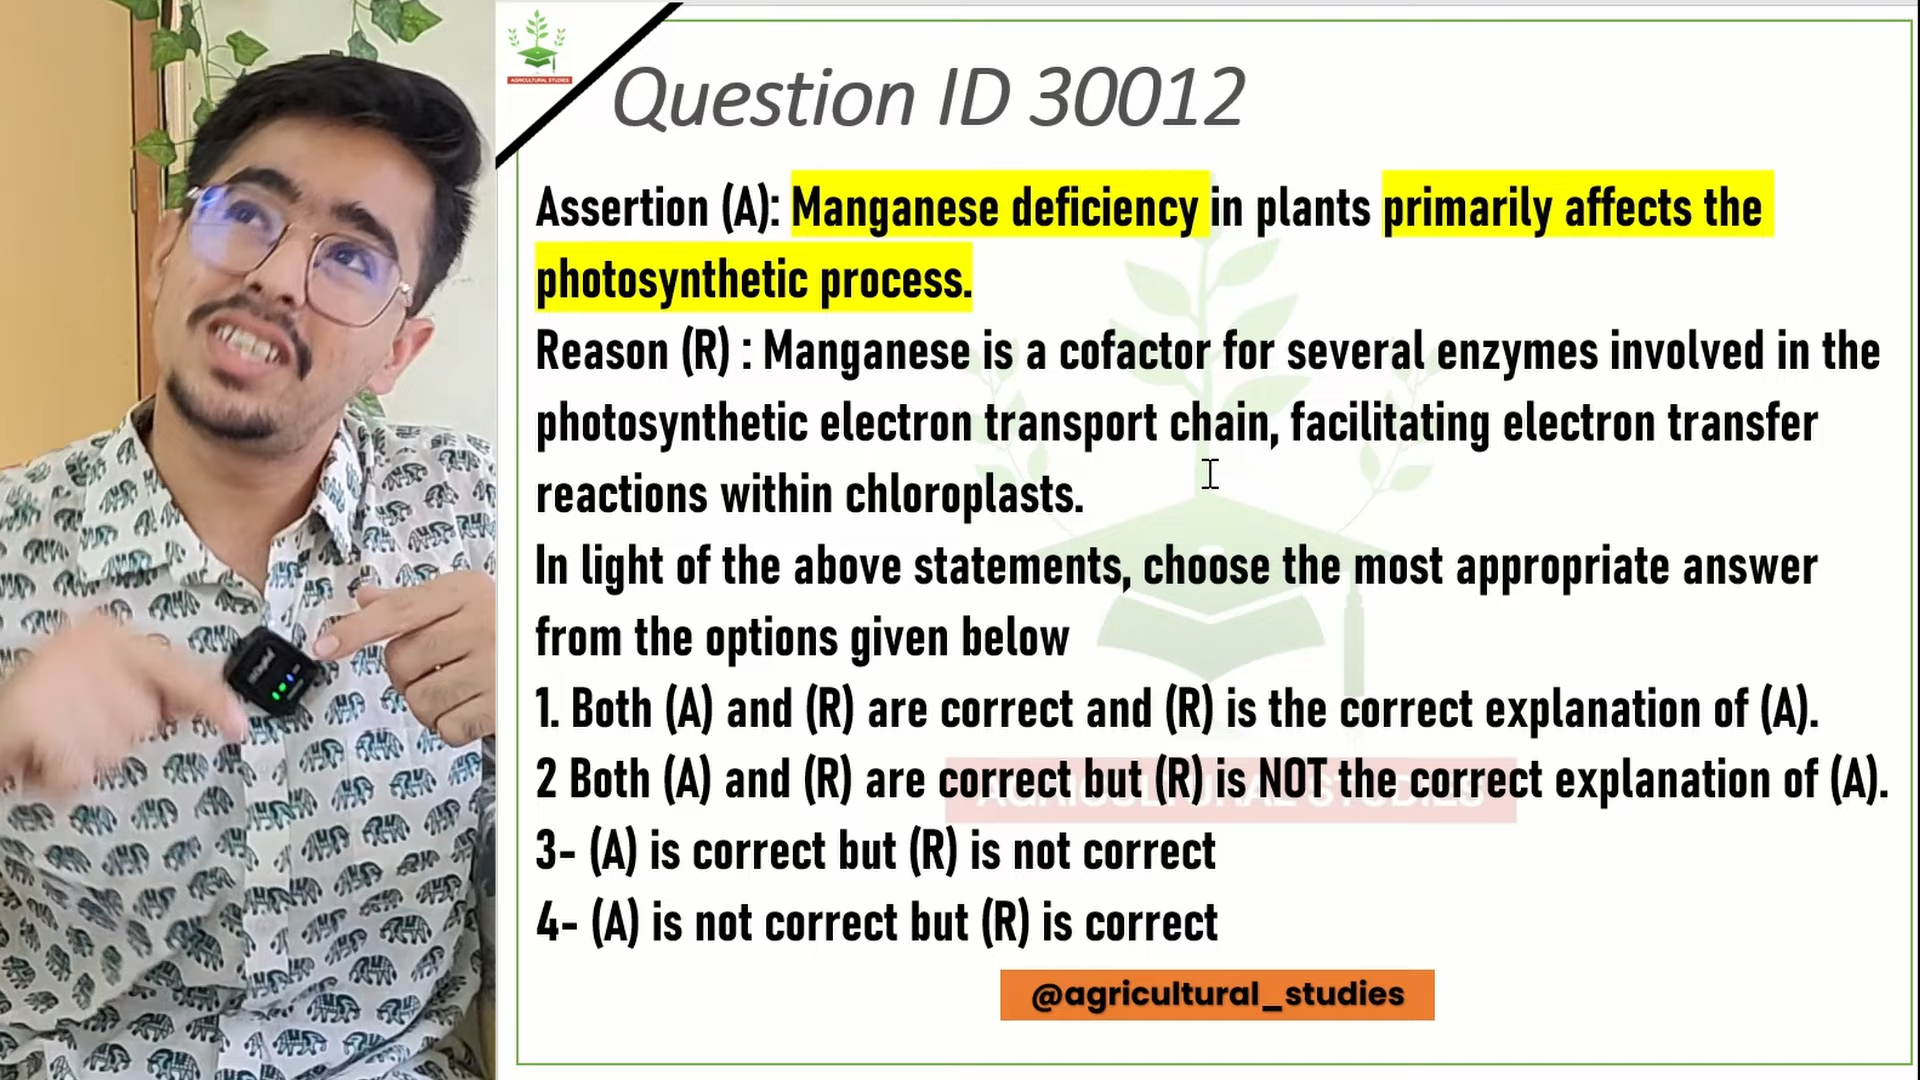 AGRICULTURAL STUDIES
Question ID 30012
Assertion (A): Manganese deficiency in plants primarily affects the
photosynthetic process.
Reason (R) : Manganese is a cofactor for several enzymes involved in the
photosynthetic electron transport chain, facilitating electron transfer
reactions within chloroplasts.
In light of the above statements, choose the most appropriate answer
from the options given below
1. Both (A) and (R) are correct and (R) is the correct explanation of (A).
2 Both (A) and (R) are correct but (R) is NOT the correct explanation of (A).
AGRICULTURAL STUDIES
3- (A) is correct but (R) is not correct
4- (A) is not correct but (R) is correct
@agricultural_studies